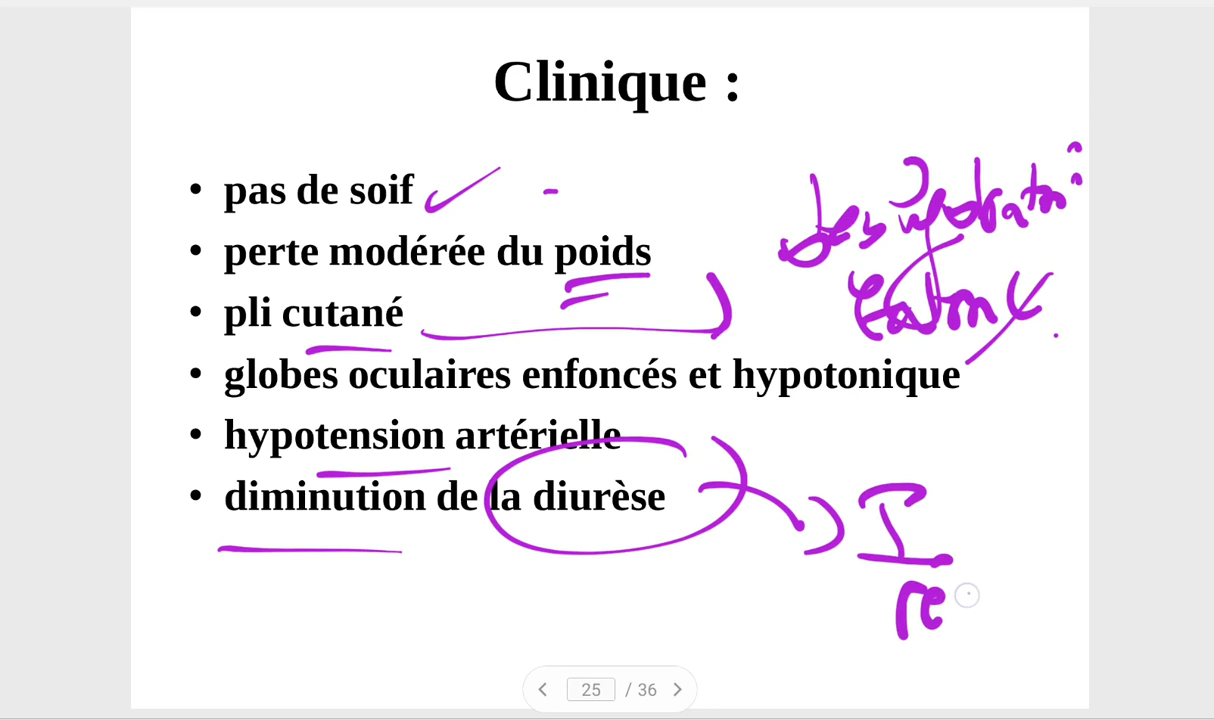 Clinique :
• pas de soif
• perte modérée du poids
• pli cutané
• globes oculaires enfoncés et hypotonique
• hypotension artérielle
• diminution de la diurèse
I
re
25 / 36